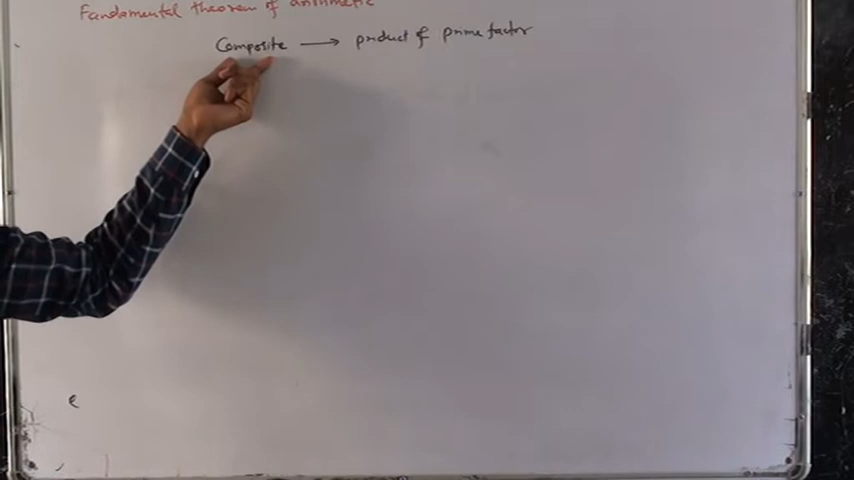 Fundamental theorem of arithmetic
Composite → product of prime factor